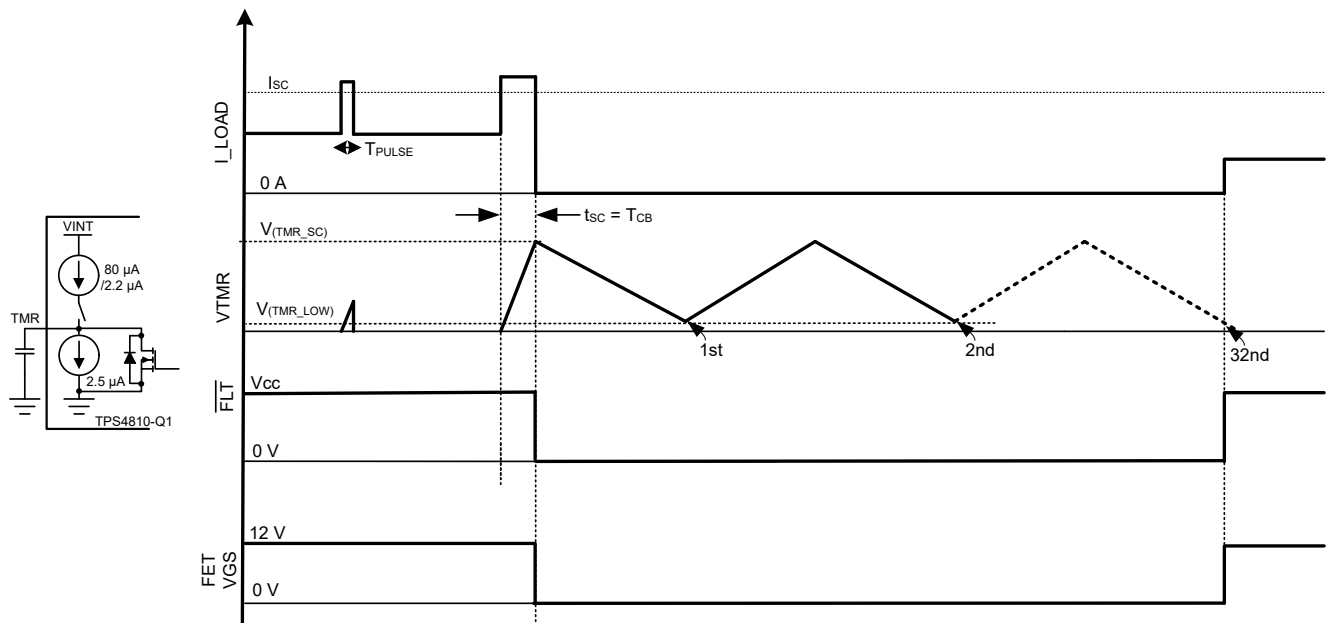 I_LOAD
ISC
TPULSE
0 A
tSC = TCB
VTMR
V(TMR_SC)
V(TMR_LOW)
1st
2nd
32nd
VINT
80 µA
/2.2 µA
TMR
2.5 µA
TPS4810-Q1
FLT
Vcc
0 V
FET
VGS
12 V
0 V